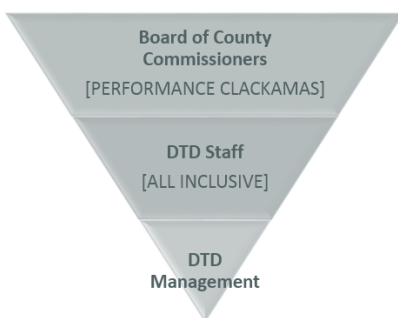 Board of County
Commissioners
[PERFORMANCE CLACKAMAS]
DTD Staff
[ALL INCLUSIVE]
DTD
Management